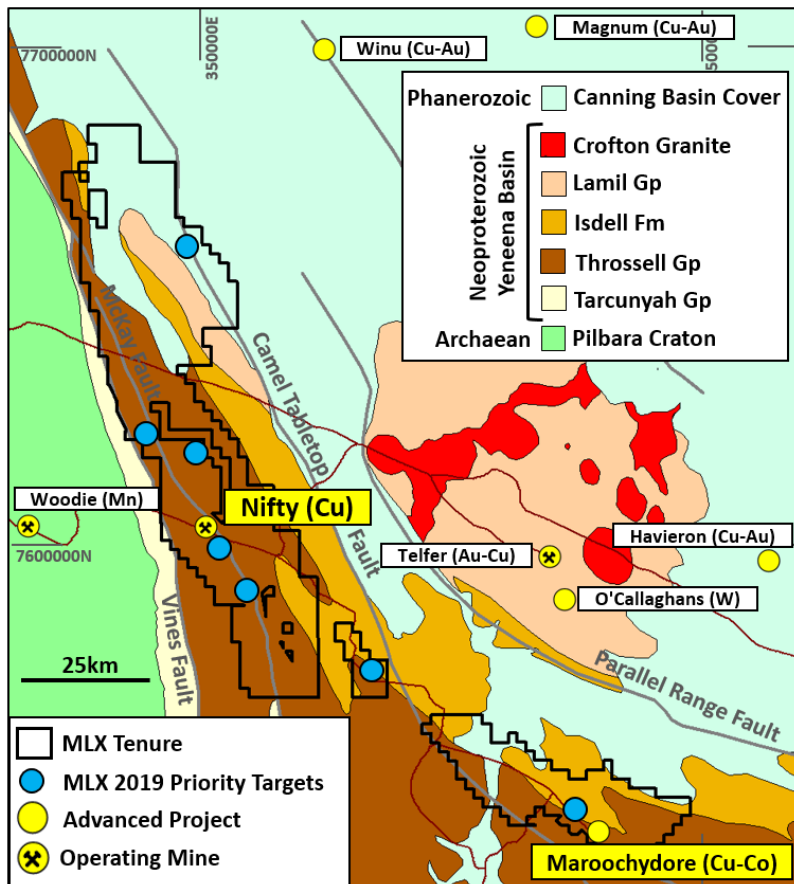 Magnum (Cu-Au)
Winu (Cu-Au)
7700000N
350000E
Phanerozoic
Canning Basin Cover
Neoproterozoic
Yeneena Basin
Crofton Granite
Lamil Gp
Isdell Fm
Throssell Gp
Tarcunyah Gp
Archaean
Pilbara Craton
McKay Fault
Camel Tabletop
Fault
Woodie (Mn)
Nifty (Cu)
Telfer (Au-Cu)
Havieron (Cu-Au)
7600000N
O'Callaghans (W)
Vines Fault
25km
Parallel Range Fault
MLX Tenure
MLX 2019 Priority Targets
Advanced Project
Operating Mine
Maroochydore (Cu-Co)